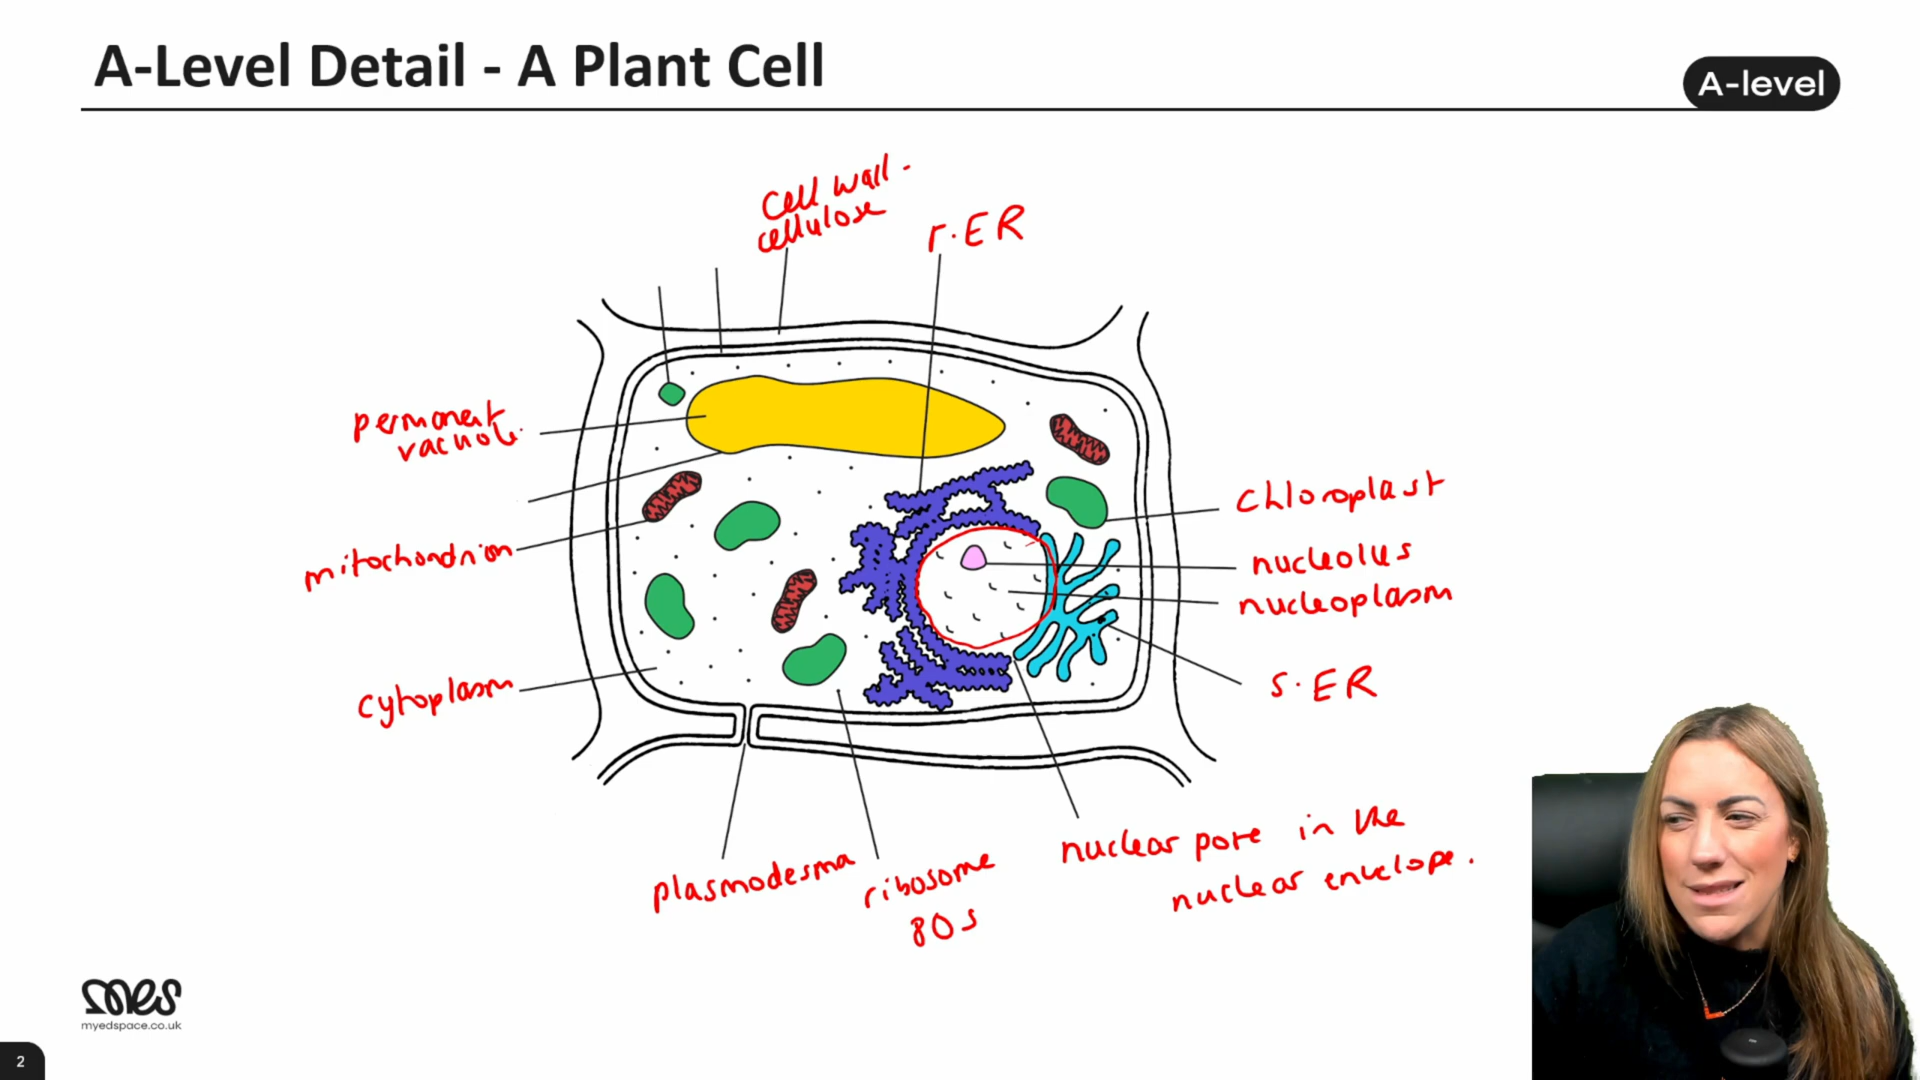 A-Level Detail - A Plant Cell
A-level
cell wall -
cellulose
r.ER
permanent
vacuole
mitochondrion
chloroplast
nucleolus
nucleoplasm
cytoplasm
s.ER
plasmodesma
ribosome
80s
nuclear pore in the
nuclear envelope.
mes
myedspace.co.uk
2